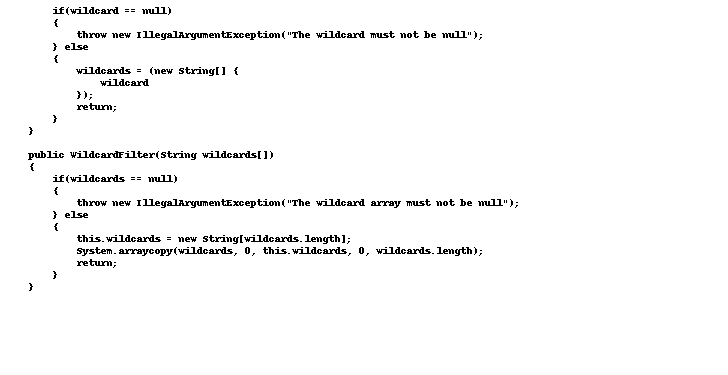 if(wildcard == null)
{
throw new IllegalArgumentException("The wildcard must not be null");
} else
{
wildcards = (new String[] {
wildcard
});
return;
}
}
public WildcardFilter(String wildcards[])
{
if(wildcards == null)
{
throw new IllegalArgumentException("The wildcard array must not be null");
} else
{
this.wildcards = new String[wildcards.length];
System.arraycopy(wildcards, 0, this.wildcards, 0, wildcards.length);
return;
}
}